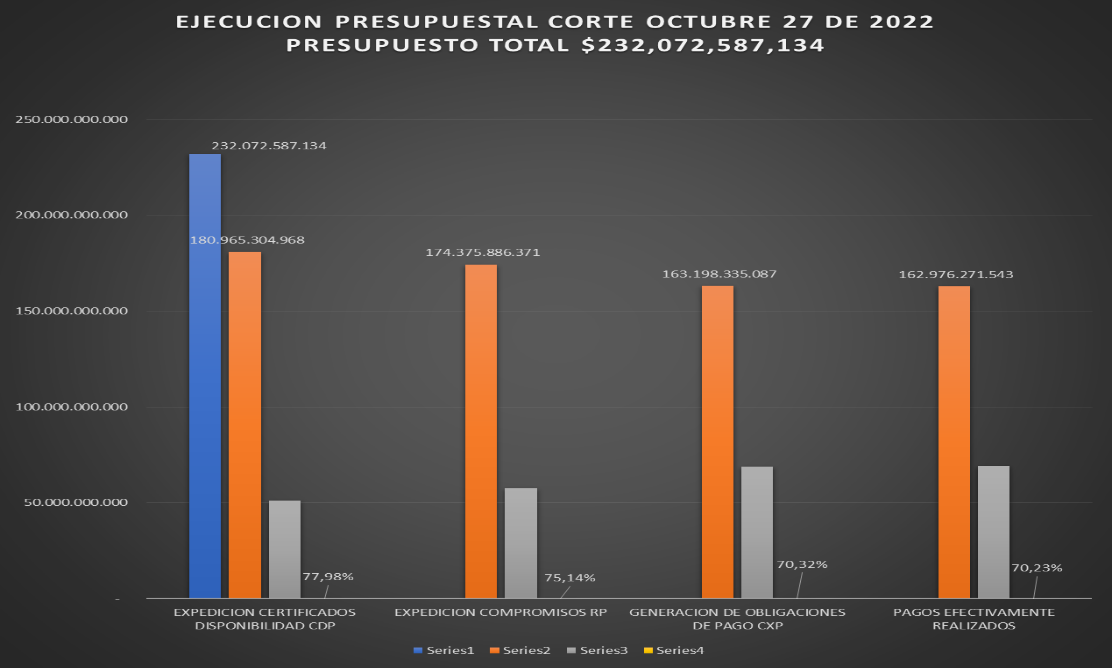 EJECUCION PRESUPUESTAL CORTE OCTUBRE 27 DE 2022
PRESUPUESTO TOTAL $232,072,587,134
250.000.000.000
200.000.000.000
150.000.000.000
100.000.000.000
50.000.000.000
-
232.072.587.134
180.965.304.968
77,98%
174.375.886.371
75,14%
163.198.335.087
70,32%
162.976.271.543
70,23%
EXPEDICION CERTIFICADOS
DISPONIBILIDAD CDP
EXPEDICION COMPROMISOS RP
GENERACION DE OBLIGACIONES
DE PAGO CXP
PAGOS EFECTIVAMENTE
REALIZADOS
Series1
Series2
Series3
Series4